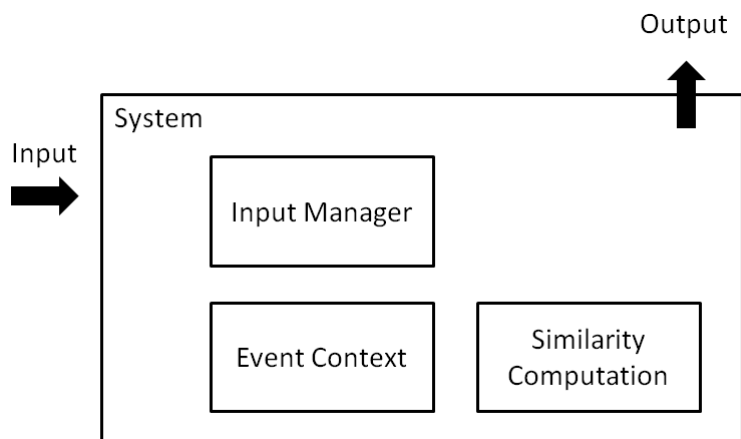 Output
System
Input
Input Manager
Event Context
Similarity
Computation